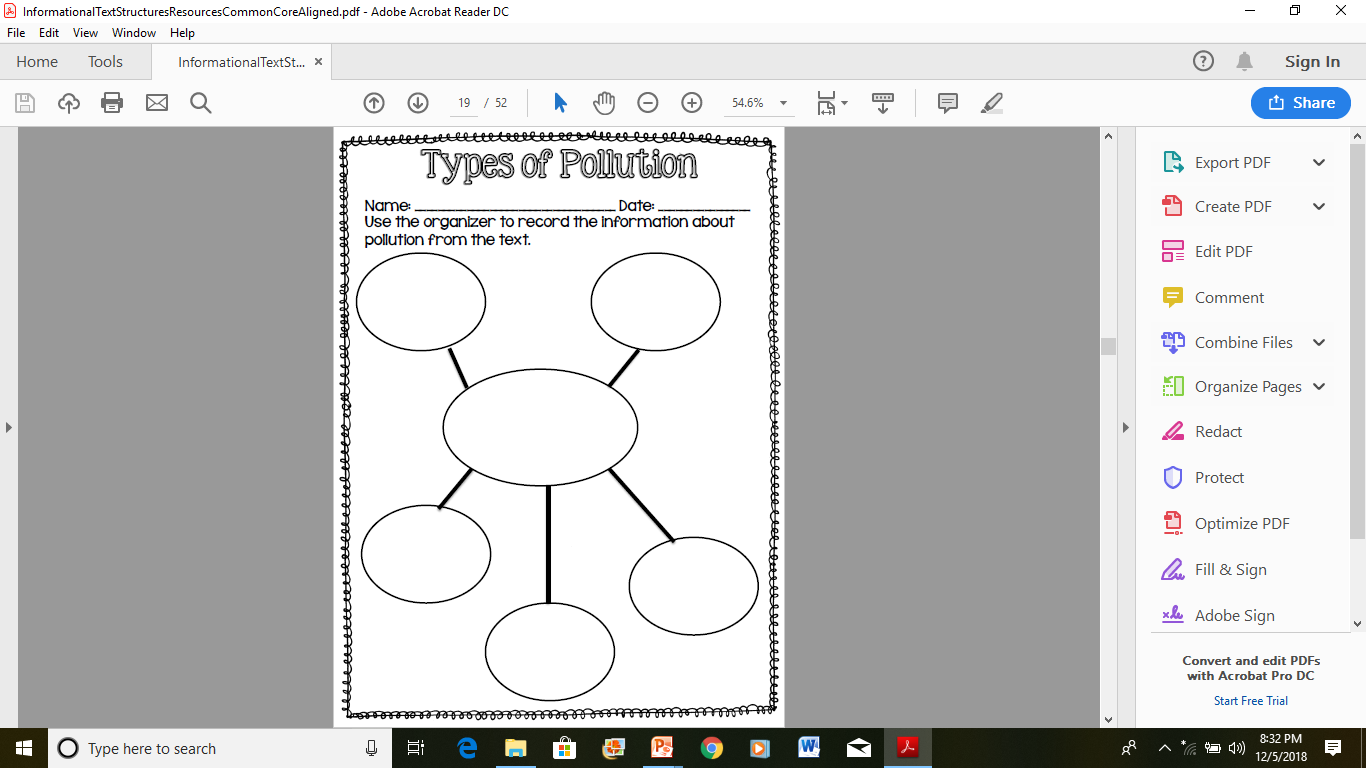 InformationalTextStructuresResourcesCommonCoreAligned.pdf - Adobe Acrobat Reader DC
File Edit View Window Help
Home Tools InformationalTextSt... × Sign In
19 / 52 54.6% Share
Types of Pollution
Name: ______________________ Date: __________
Use the organizer to record the information about
pollution from the text.
Export PDF
Create PDF
Edit PDF
Comment
Combine Files
Organize Pages
Redact
Protect
Optimize PDF
Fill & Sign
Adobe Sign
Convert and edit PDFs
with Acrobat Pro DC
Start Free Trial
Type here to search
8:32 PM
12/5/2018